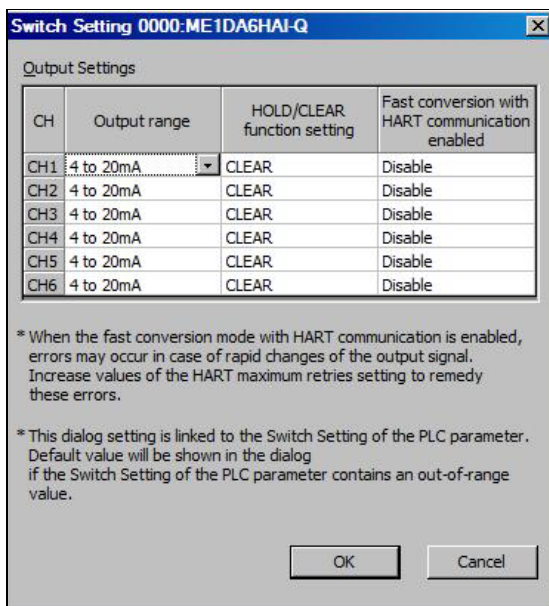 Switch Setting 0000:ME1DA6HAI-Q
Output Settings
CH
Output range
HOLD/CLEAR
function setting
Fast conversion with
HART communication
enabled
CH1 4 to 20mA CLEAR Disable
CH2 4 to 20mA CLEAR Disable
CH3 4 to 20mA CLEAR Disable
CH4 4 to 20mA CLEAR Disable
CH5 4 to 20mA CLEAR Disable
CH6 4 to 20mA CLEAR Disable
* When the fast conversion mode with HART communication is enabled,
errors may occur in case of rapid changes of the output signal.
Increase values of the HART maximum retries setting to remedy
these errors.
* This dialog setting is linked to the Switch Setting of the PLC parameter.
Default value will be shown in the dialog
if the Switch Setting of the PLC parameter contains an out-of-range
value.
OK
Cancel